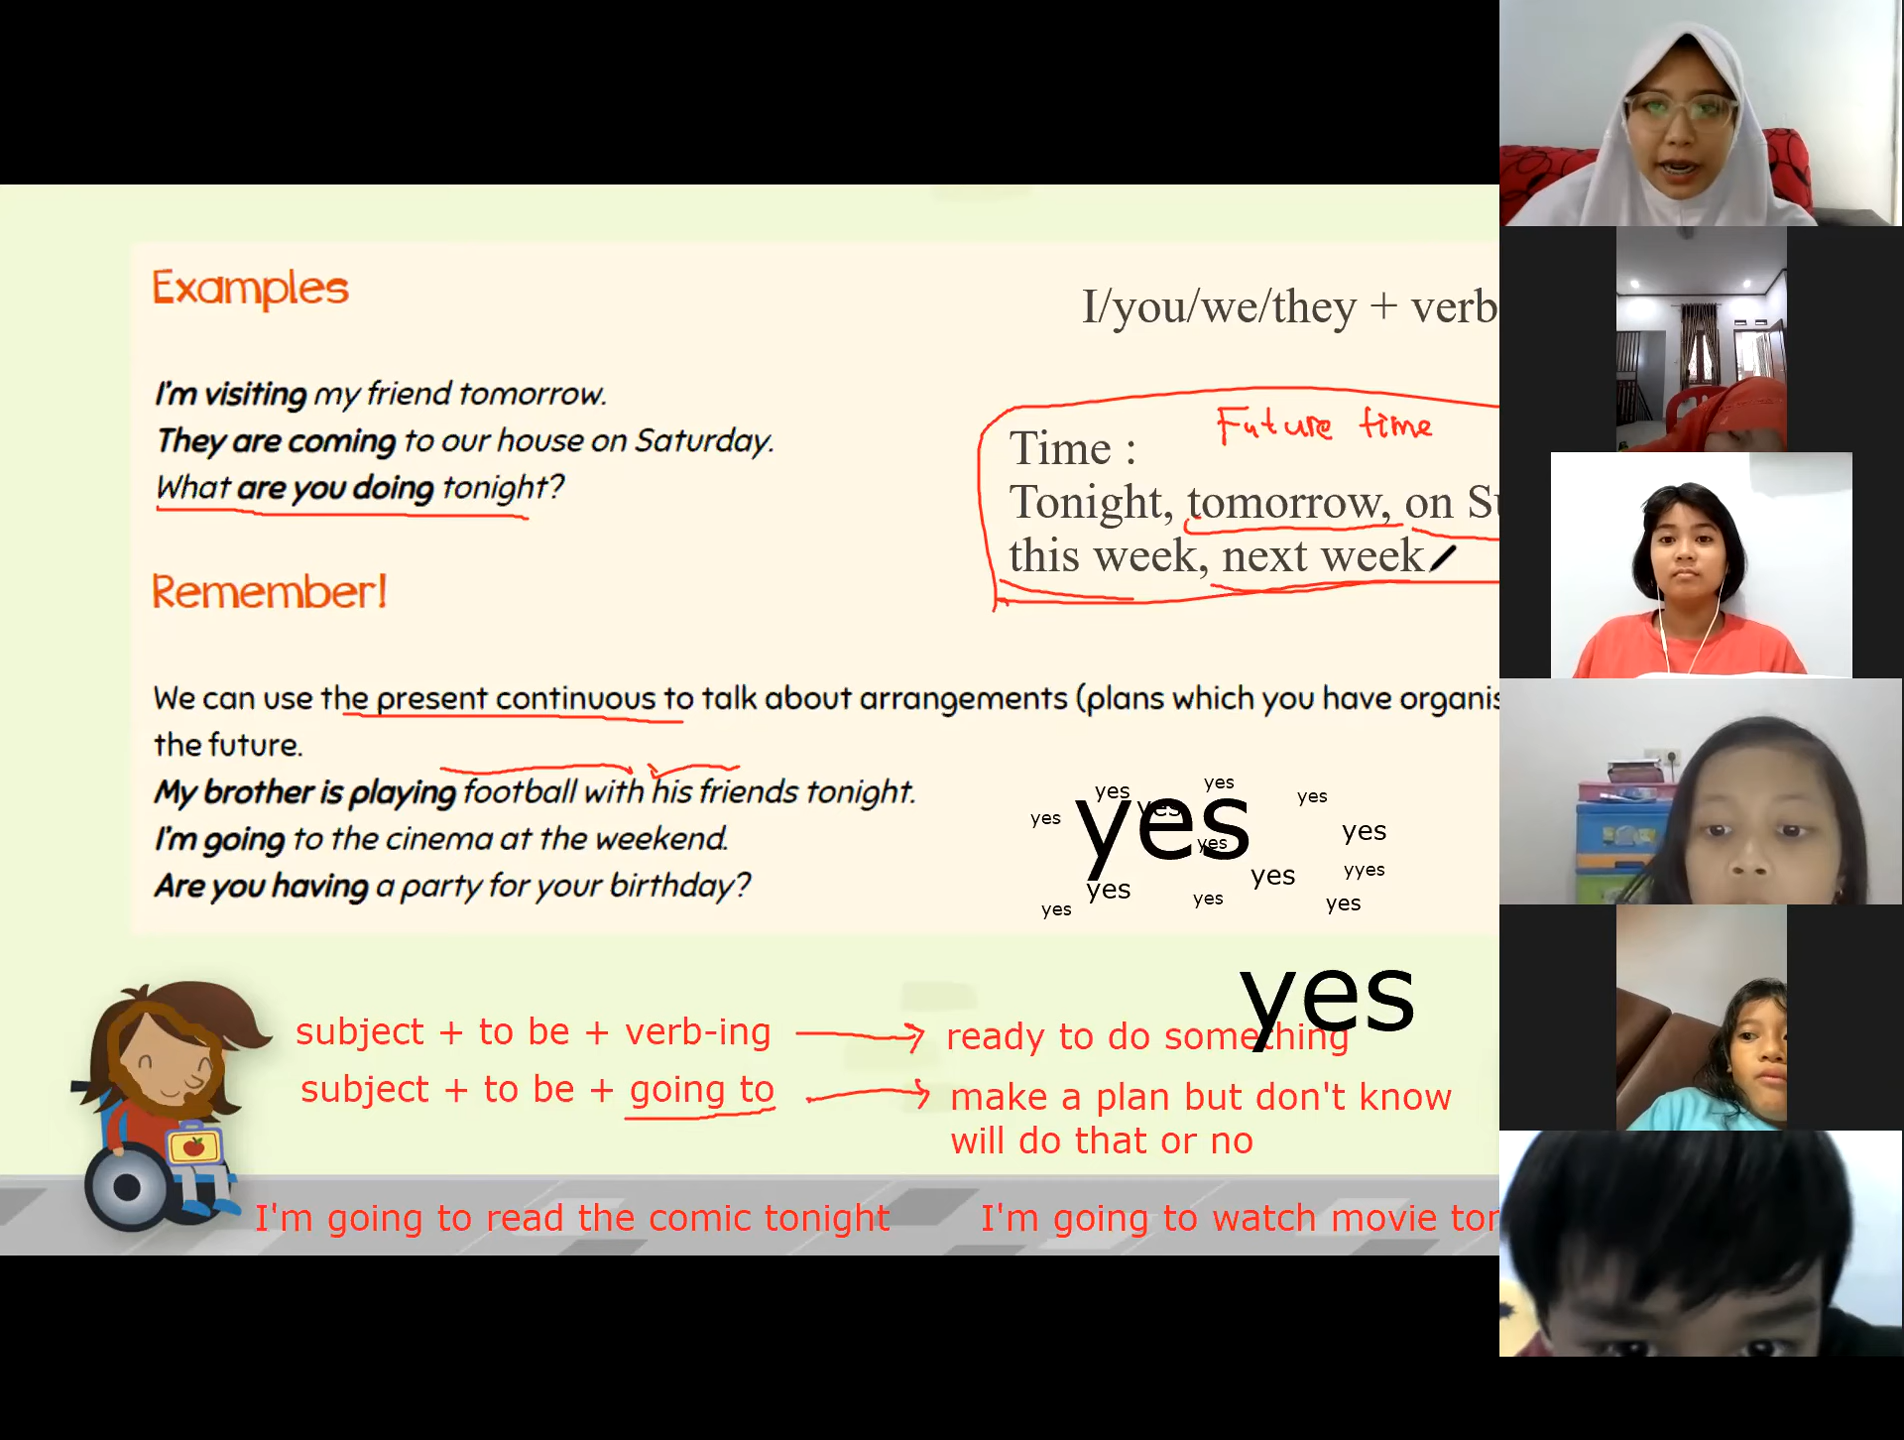 Examples
I'm visiting my friend tomorrow.
They are coming to our house on Saturday.
What are you doing tonight?
I/you/we/they + verb
Future time
Time :
Tonight, tomorrow, on S
this week, next week
Remember!
We can use the present continuous to talk about arrangements (plans which you have organis
the future.
My brother is playing football with his friends tonight.
I'm going to the cinema at the weekend.
Are you having a party for your birthday?
yes
yes
yes
yes
yes
yes
yes
yes
yes
yyes
yes
yes
yes
yes
yes
subject + to be + verb-ing
ready to do something
subject + to be + going to
make a plan but don't know
will do that or no
I'm going to read the comic tonight
I'm going to watch movie tor